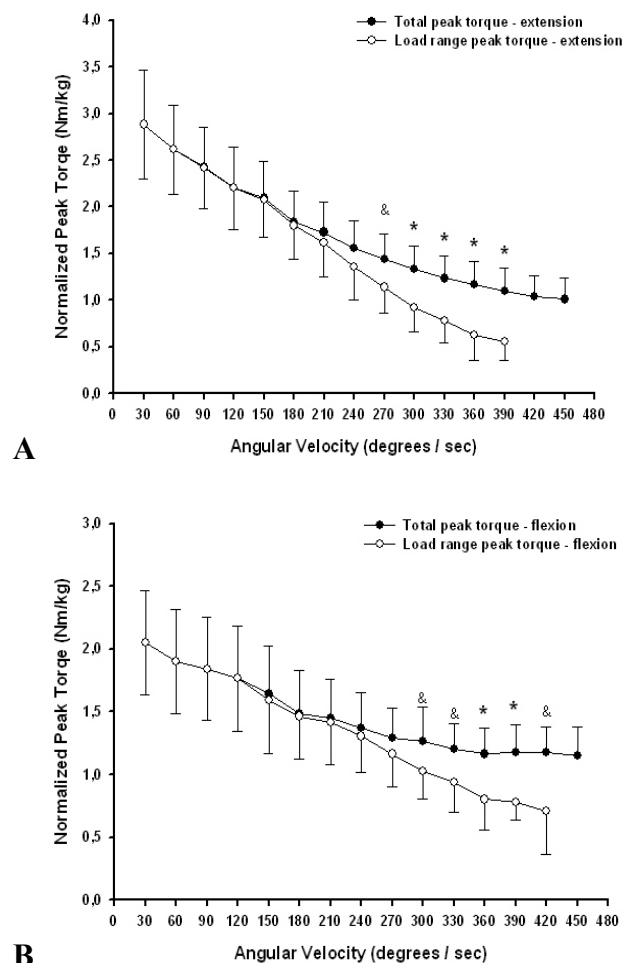 Total peak torque - extension
Load range peak torque - extension
4,0
3,5
3,0
2,5
2,0
1,5
1,0
0,5
0,0
Normalized Peak Torqe (Nm/kg)
& * * * *
0 30 60 90 120 150 180 210 240 270 300 330 360 390 420 450 480
Angular Velocity (degrees / sec)
A
Total peak torque - flexion
Load range peak torque - flexion
3,0
2,5
2,0
1,5
1,0
0,5
0,0
Normalized Peak Torqe (Nm/kg)
& & * * &
0 30 60 90 120 150 180 210 240 270 300 330 360 390 420 450 480
Angular Velocity (degrees / sec)
B